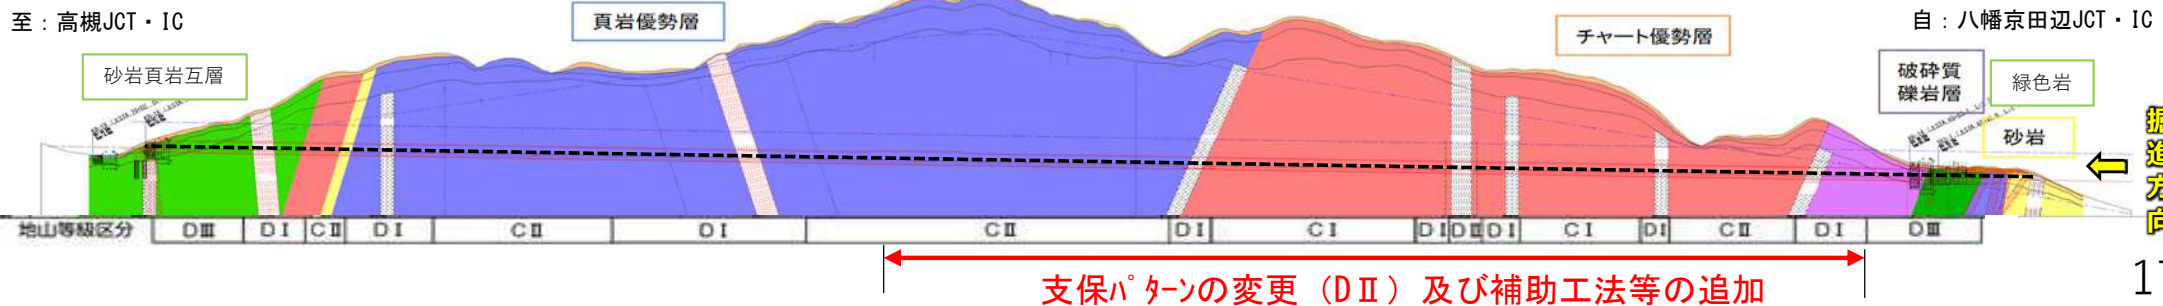 至：高槻JCT・IC
頁岩優勢層
チャート優勢層
自：八幡京田辺JCT・IC
砂岩頁岩互層
破砕質
礫岩層
緑色岩
砂岩
掘進方向
地山等級区分 DⅢ DⅠ CⅡ DⅠ CⅡ DⅠ CⅡ DⅠ CⅠ DⅠ DⅡ DⅠ CⅠ DⅠ CⅡ DⅠ DⅢ
支保ﾊﾟﾀｰﾝの変更（DⅡ）及び補助工法等の追加